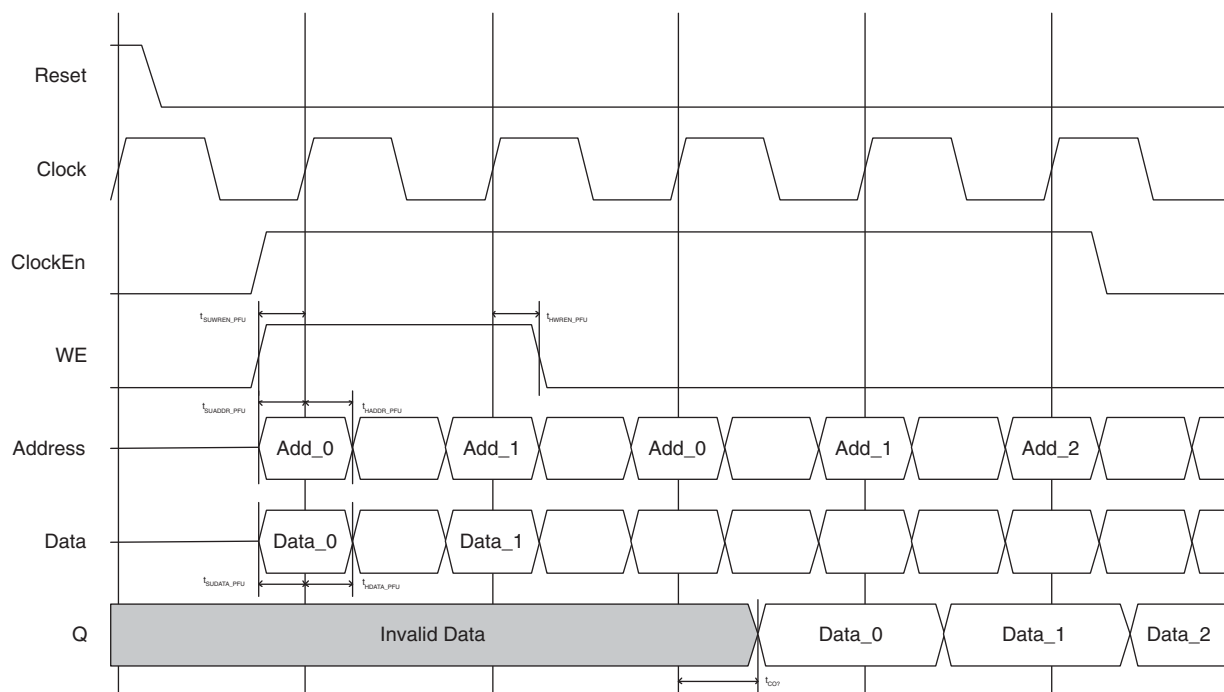 Reset
Clock
ClockEn
tSUWREN_PFU tHWREN_PFU
WE
tSUADDR_PFU tHADDR_PFU
Address Add_0 Add_1 Add_0 Add_1 Add_2
Data Data_0 Data_1
tSUDATA_PFU tHDATA_PFU
Q Invalid Data Data_0 Data_1 Data_2
tCO?